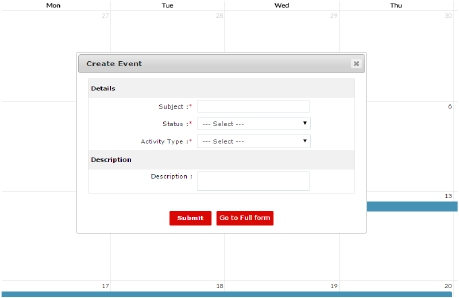 Mon Tue Wed Thu
27 28 29 30
Create Event
Details
Subject :*
Status :* --- Select ---
Activity Type :* --- Select ---
Description
Description :
Submit Go to Full form
6
13
17 18 19 20